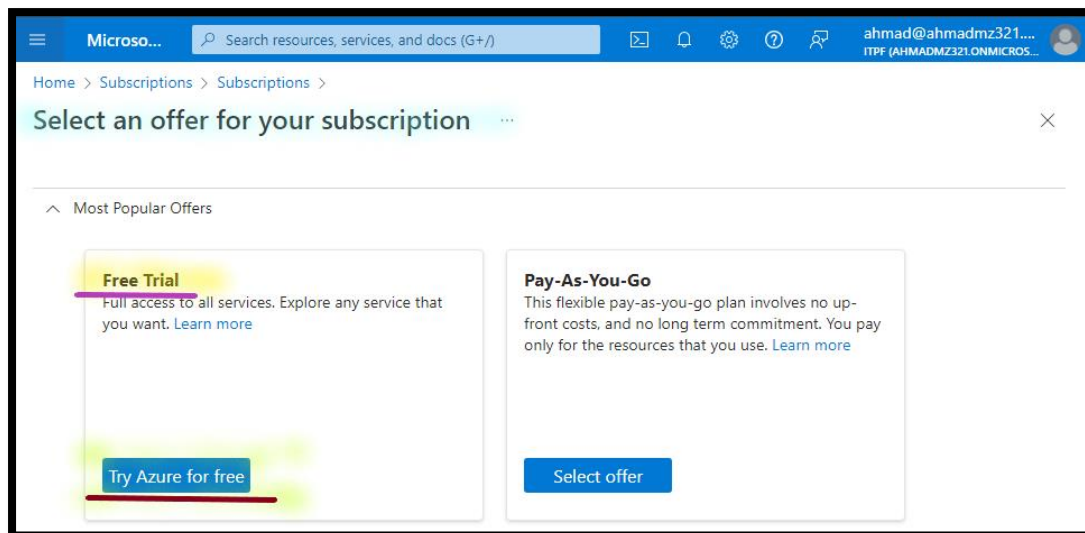 Microso...
Search resources, services, and docs (G+/)
ahmad@ahmadmz321....
ITPF (AHMADMZ321.ONMICROS...
Home > Subscriptions > Subscriptions >
Select an offer for your subscription ...
Most Popular Offers
Free Trial
Full access to all services. Explore any service that
you want. Learn more
Try Azure for free
Pay-As-You-Go
This flexible pay-as-you-go plan involves no up-
front costs, and no long term commitment. You pay
only for the resources that you use. Learn more
Select offer